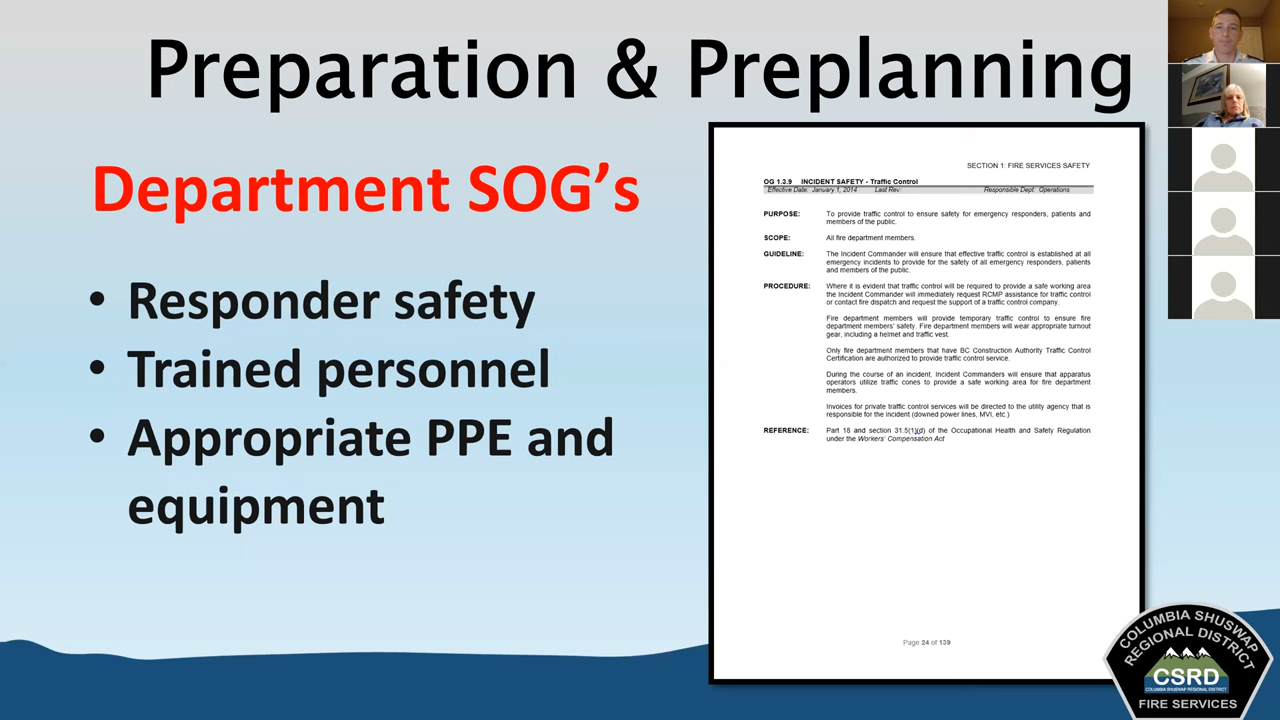 Preparation & Preplanning
Department SOG’s
• Responder safety
• Trained personnel
• Appropriate PPE and
equipment
SECTION 1: FIRE SERVICES SAFETY
OG 1.3.9 INCIDENT SAFETY - Traffic Control
Effective Date: January 1, 2014 Last Rev: Responsible Dept: Operations
PURPOSE: To provide traffic control to ensure safety for emergency responders, patients and
members of the public.
SCOPE: All fire department members.
GUIDELINE: The Incident Commander will ensure that effective traffic control is established at all
emergency incidents to provide for the safety of all emergency responders, patients
and members of the public.
PROCEDURE: Where it is evident that traffic control will be required to provide a safe working area
the Incident Commander will immediately request RCMP assistance for traffic control
or contact fire dispatch and request the support of a traffic control company.
Fire department members will provide temporary traffic control to ensure fire
department members' safety. Fire department members will wear appropriate turnout
gear, including a helmet and traffic vest.
Only fire department members that have BC Construction Authority Traffic Control
Certification are authorized to provide traffic control service.
During the course of an incident, Incident Commanders will ensure that apparatus
operators utilize traffic cones to provide a safe working area for fire department
members.
Invoices for private traffic control services will be directed to the utility agency that is
responsible for the incident (downed power lines, MVI, etc.)
REFERENCE: Part 18 and section 31.5(1)(d) of the Occupational Health and Safety Regulation
under the Workers' Compensation Act
Page 24 of 139
COLUMBIA SHUSWAP
REGIONAL DISTRICT
CSRD
COLUMBIA SHUSWAP REGIONAL DISTRICT
FIRE SERVICES